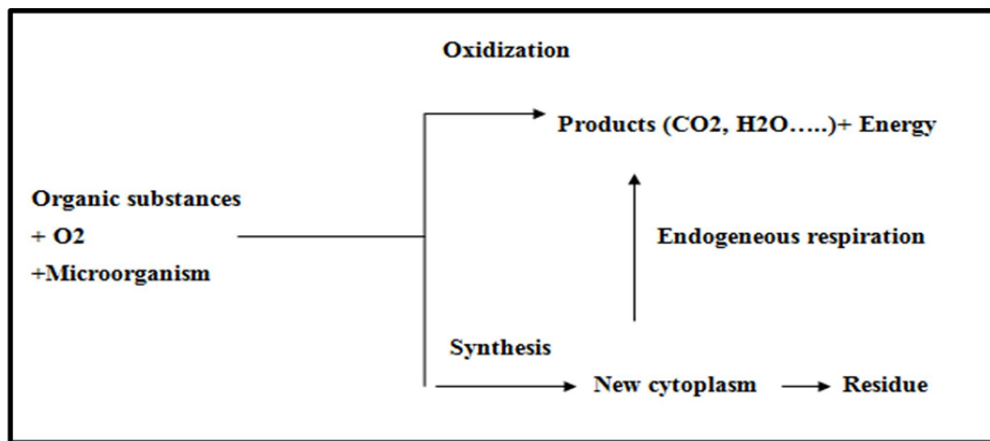 Oxidization
Products (CO2, H2O…..)+ Energy
Organic substances
+ O2
+Microorganism
Endogeneous respiration
Synthesis
New cytoplasm
Residue